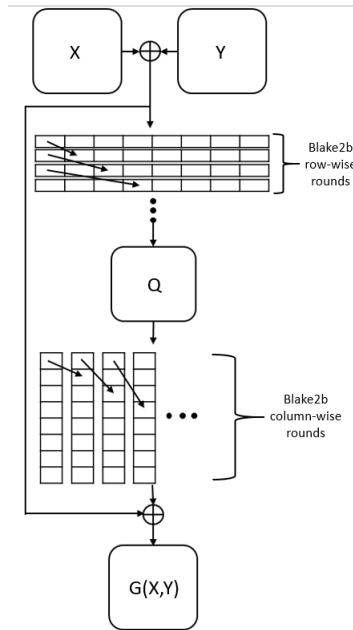 X
Y
Blake2b
row-wise
rounds
Q
Blake2b
column-wise
rounds
G(X,Y)